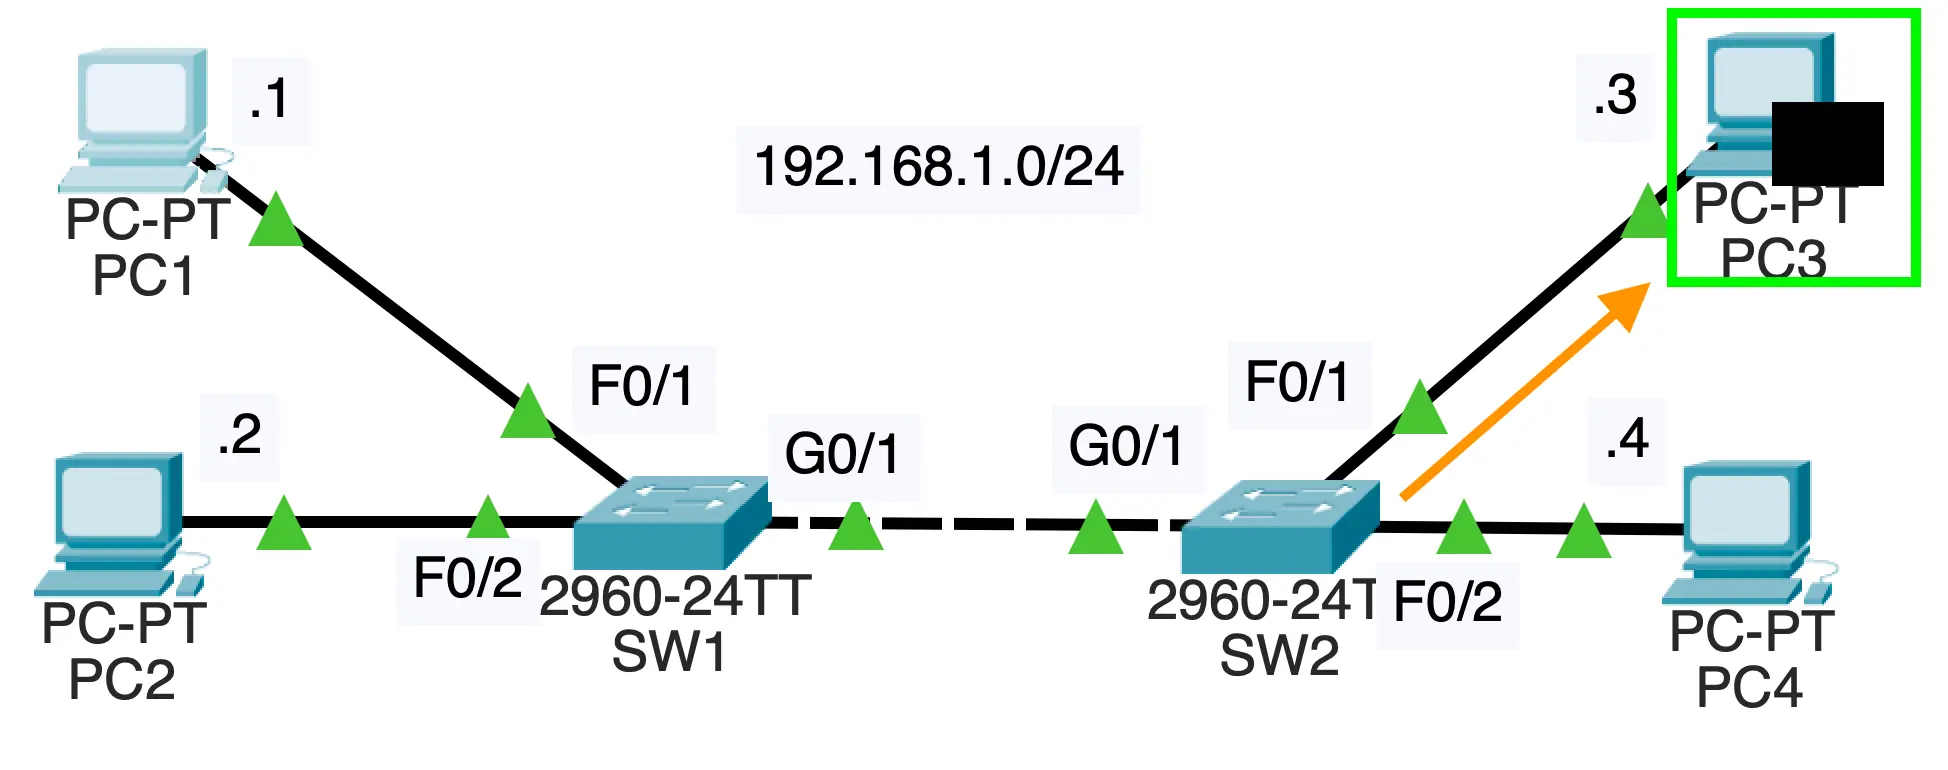 .1
PC-PT
PC1
192.168.1.0/24
.3
PC-PT
PC3
F0/1
G0/1
G0/1
F0/1
.2
PC-PT
PC2
F0/2
2960-24TT
SW1
2960-24T
SW2
F0/2
.4
PC-PT
PC4